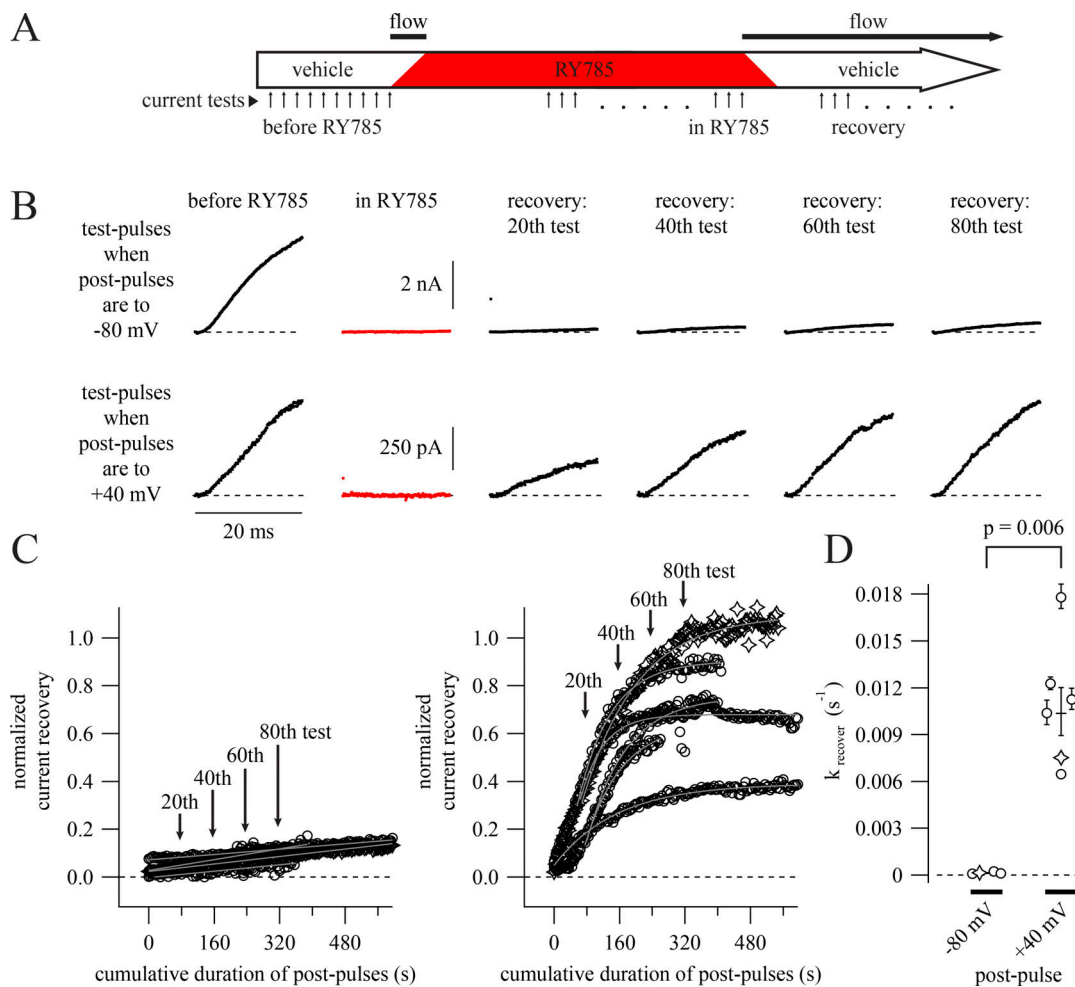 A
flow
flow
vehicle
RY785
vehicle
current tests
before RY785
in RY785
recovery
B
before RY785
in RY785
recovery:
20th test
recovery:
40th test
recovery:
60th test
recovery:
80th test
test-pulses
when
post-pulses
are to
-80 mV
2 nA
test-pulses
when
post-pulses
are to
+40 mV
250 pA
20 ms
C
normalized
current recovery
1.0
0.8
0.6
0.4
0.2
0.0
20th
40th
60th
80th test
0
160
320
480
cumulative duration of post-pulses (s)
normalized
current recovery
1.0
0.8
0.6
0.4
0.2
0.0
20th
40th
60th
80th test
0
160
320
480
cumulative duration of post-pulses (s)
D
p = 0.006
k recover (s-1)
0.018
0.015
0.012
0.009
0.006
0.003
0
-80 mV
+40 mV
post-pulse